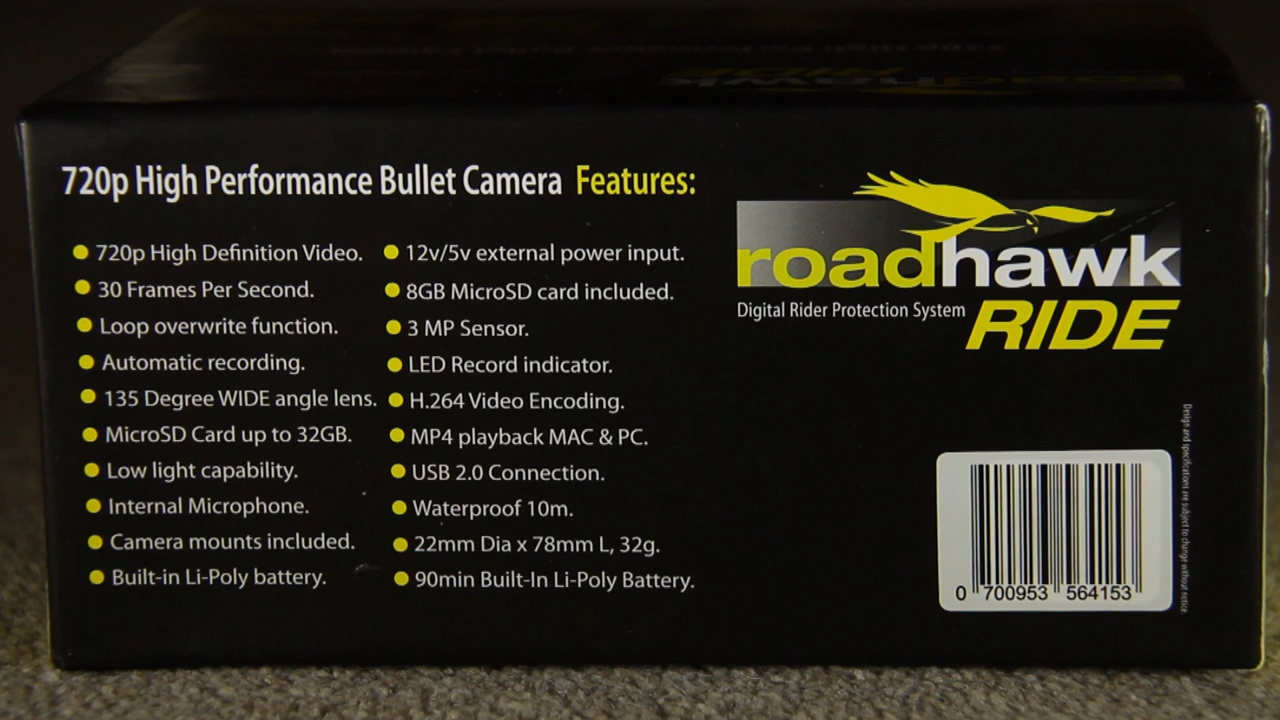 720p High Performance Bullet Camera Features:
720p High Definition Video.
30 Frames Per Second.
Loop overwrite function.
Automatic recording.
135 Degree WIDE angle lens.
MicroSD Card up to 32GB.
Low light capability.
Internal Microphone.
Camera mounts included.
Built-in Li-Poly battery.
12v/5v external power input.
8GB MicroSD card included.
3 MP Sensor.
LED Record indicator.
H.264 Video Encoding.
MP4 playback MAC & PC.
USB 2.0 Connection.
Waterproof 10m.
22mm Dia x 78mm L, 32g.
90min Built-In Li-Poly Battery.
roadhawk
Digital Rider Protection System
RIDE
Design and specifications are subject to change without notice.
0 700953 564153